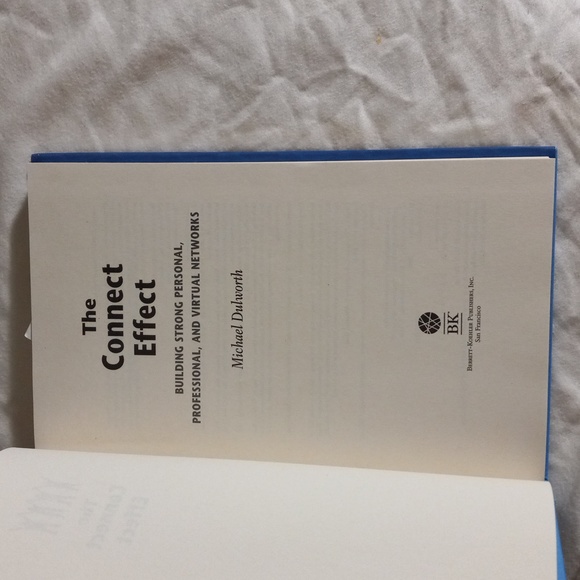 The
Connect
Effect
BUILDING STRONG PERSONAL,
PROFESSIONAL, AND VIRTUAL NETWORKS
Michael Dulworth
BK
BERRETT-KOEHLER PUBLISHERS, INC.
San Francisco